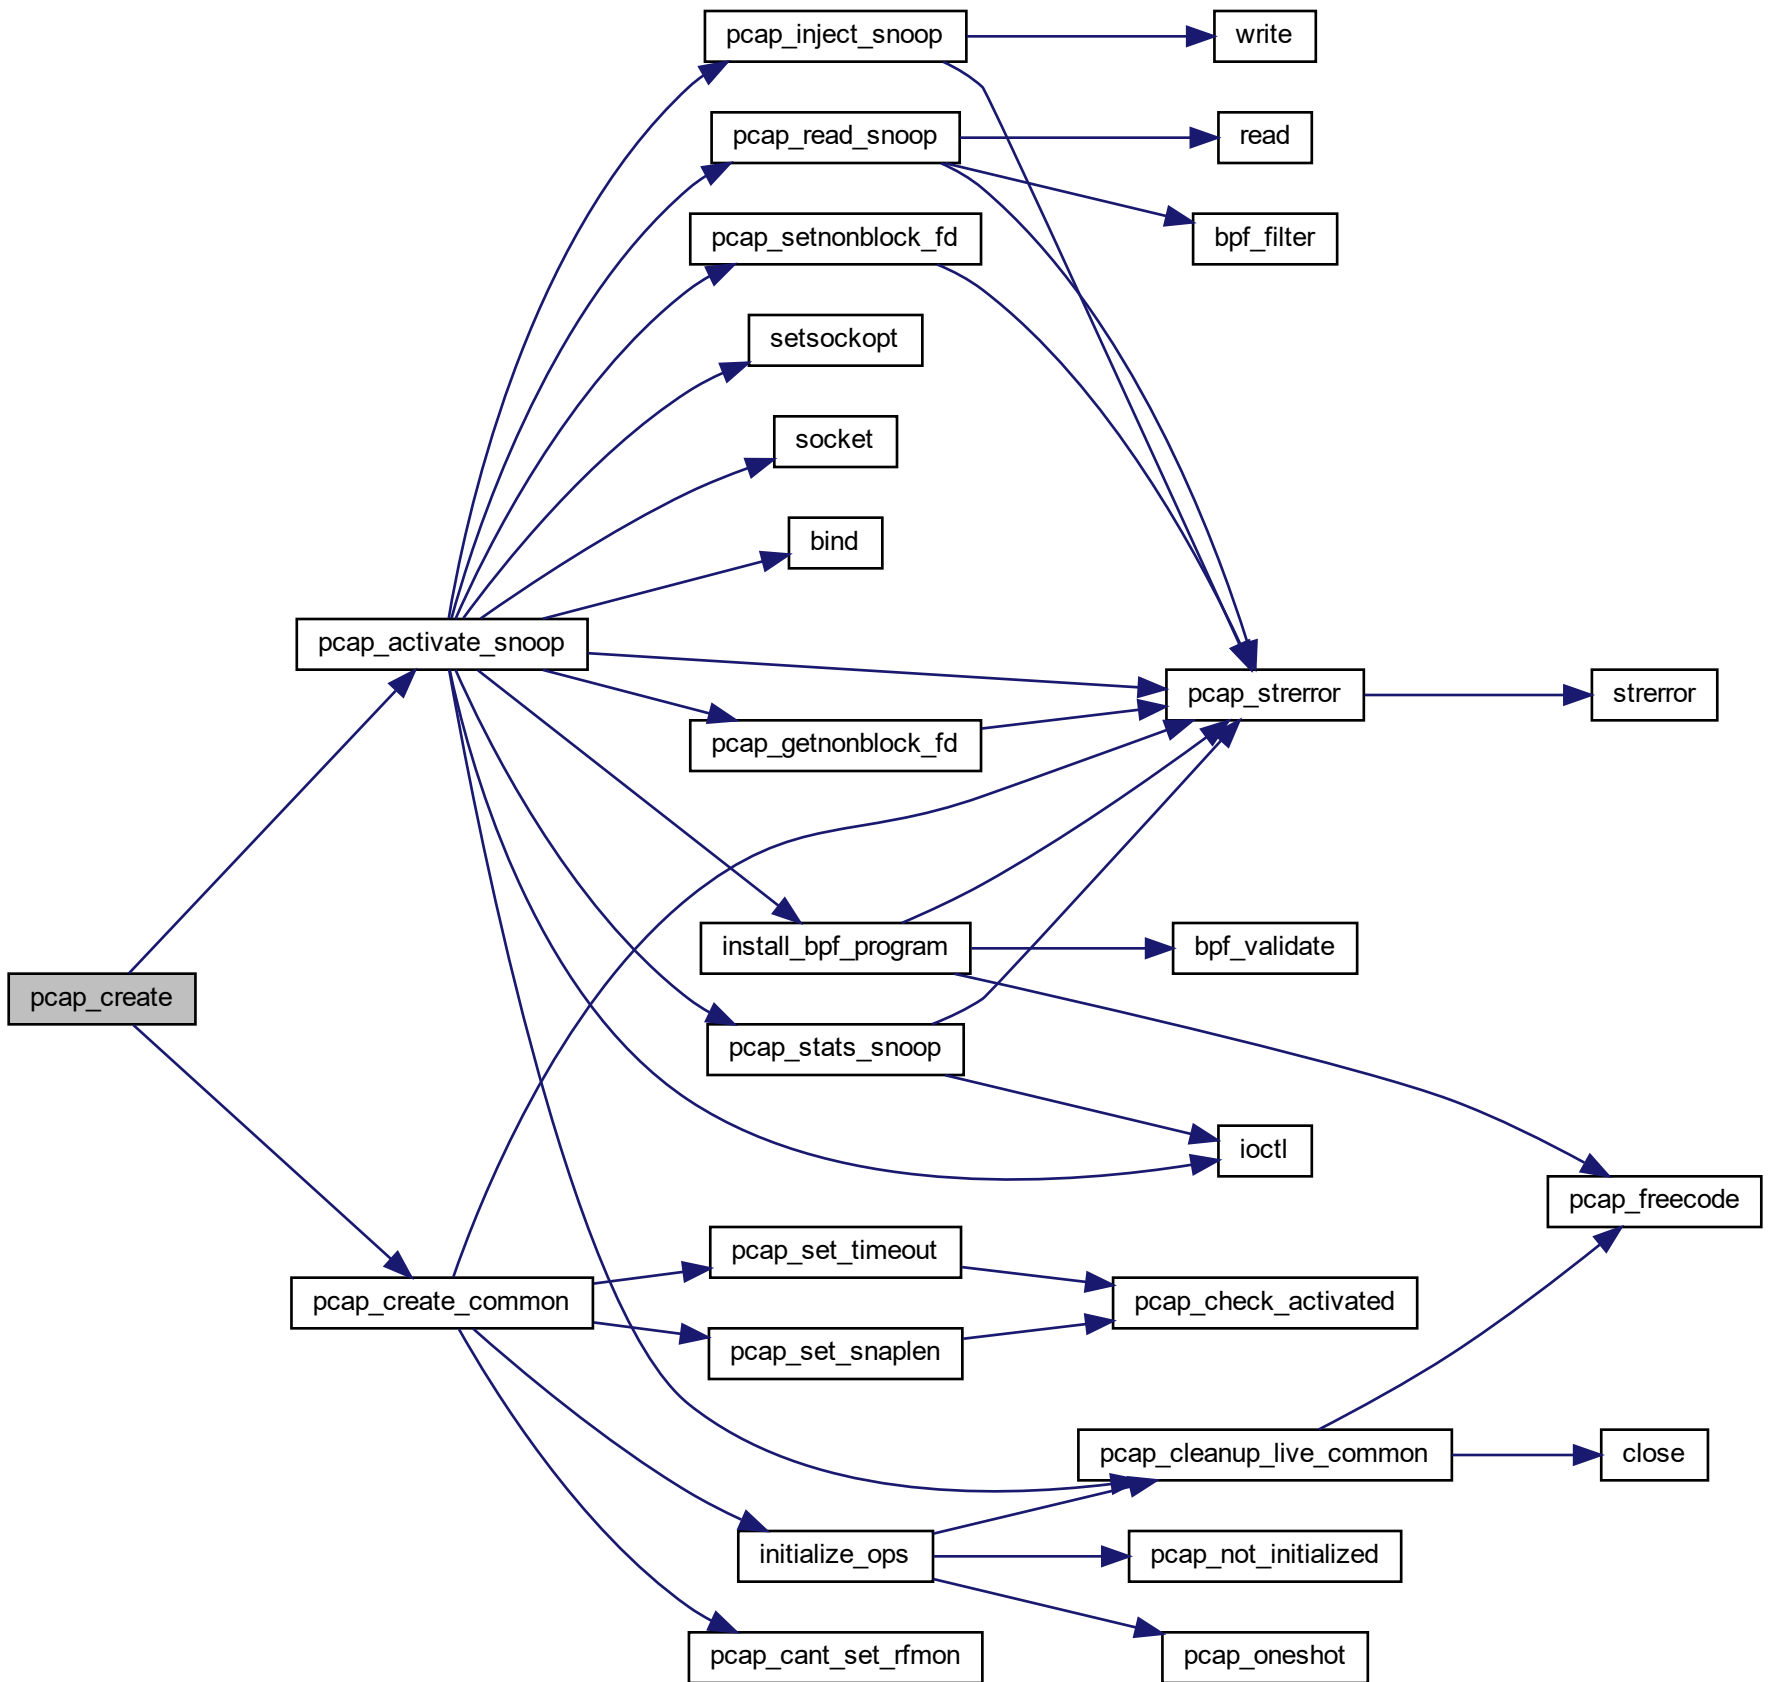 pcap_inject_snoop
write
pcap_read_snoop
read
pcap_setnonblock_fd
bpf_filter
setsockopt
socket
bind
pcap_activate_snoop
pcap_strerror
strerror
pcap_getnonblock_fd
install_bpf_program
bpf_validate
pcap_create
pcap_stats_snoop
ioctl
pcap_freecode
pcap_set_timeout
pcap_create_common
pcap_check_activated
pcap_set_snaplen
pcap_cleanup_live_common
close
initialize_ops
pcap_not_initialized
pcap_cant_set_rfmon
pcap_oneshot